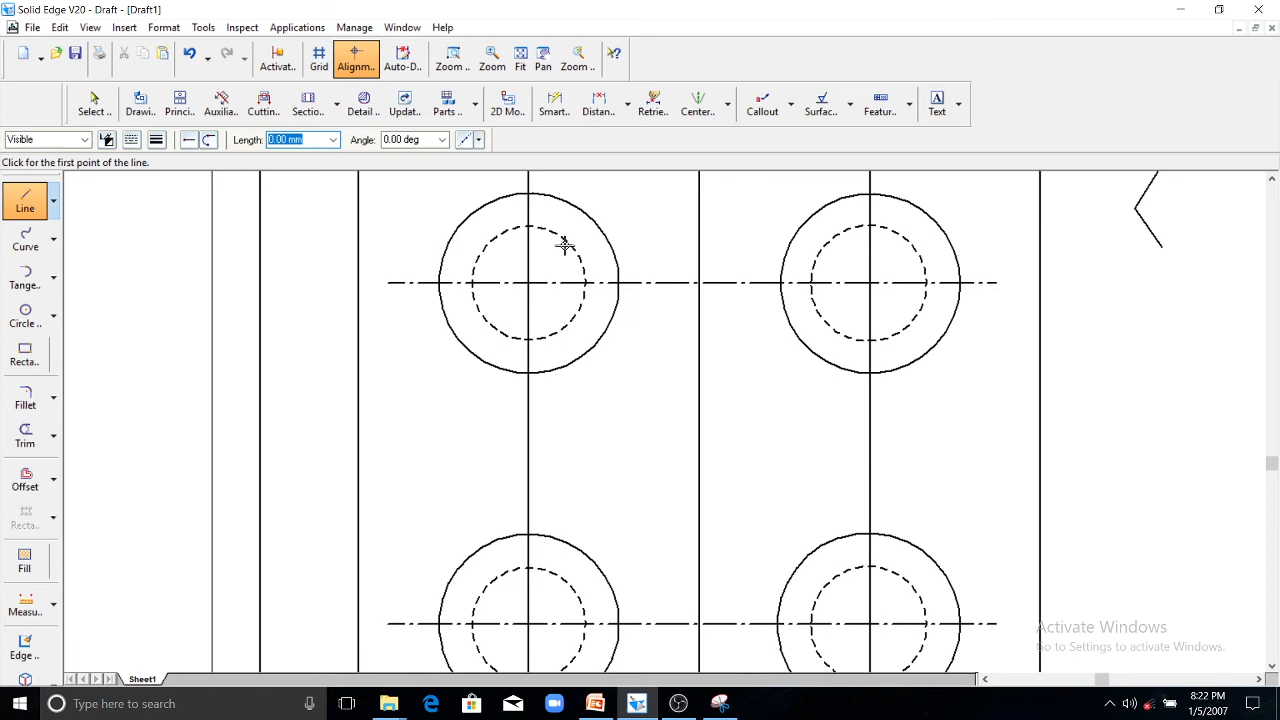 Solid Edge V20 - Draft - [Draft1]
File Edit View Insert Format Tools Inspect Applications Manage Window Help
Activat.. Grid Alignm.. Auto-D.. Zoom .. Zoom Fit Pan Zoom ..
Select .. Drawi.. Princi.. Auxilia.. Cuttin.. Sectio.. Detail .. Updat.. Parts .. 2D Mo.. Smart.. Distan.. Retrie.. Center.. Callout Surfac.. Featur.. Text
Visible Length: 0.00 mm Angle: 0.00 deg
Click for the first point of the line.
Line
Curve
Tange..
Circle ..
Recta..
Fillet
Trim
Offset
Recta..
Fill
Measu..
Edge ..
Activate Windows
Go to Settings to activate Windows.
Sheet1
Type here to search
8:22 PM
1/5/2007